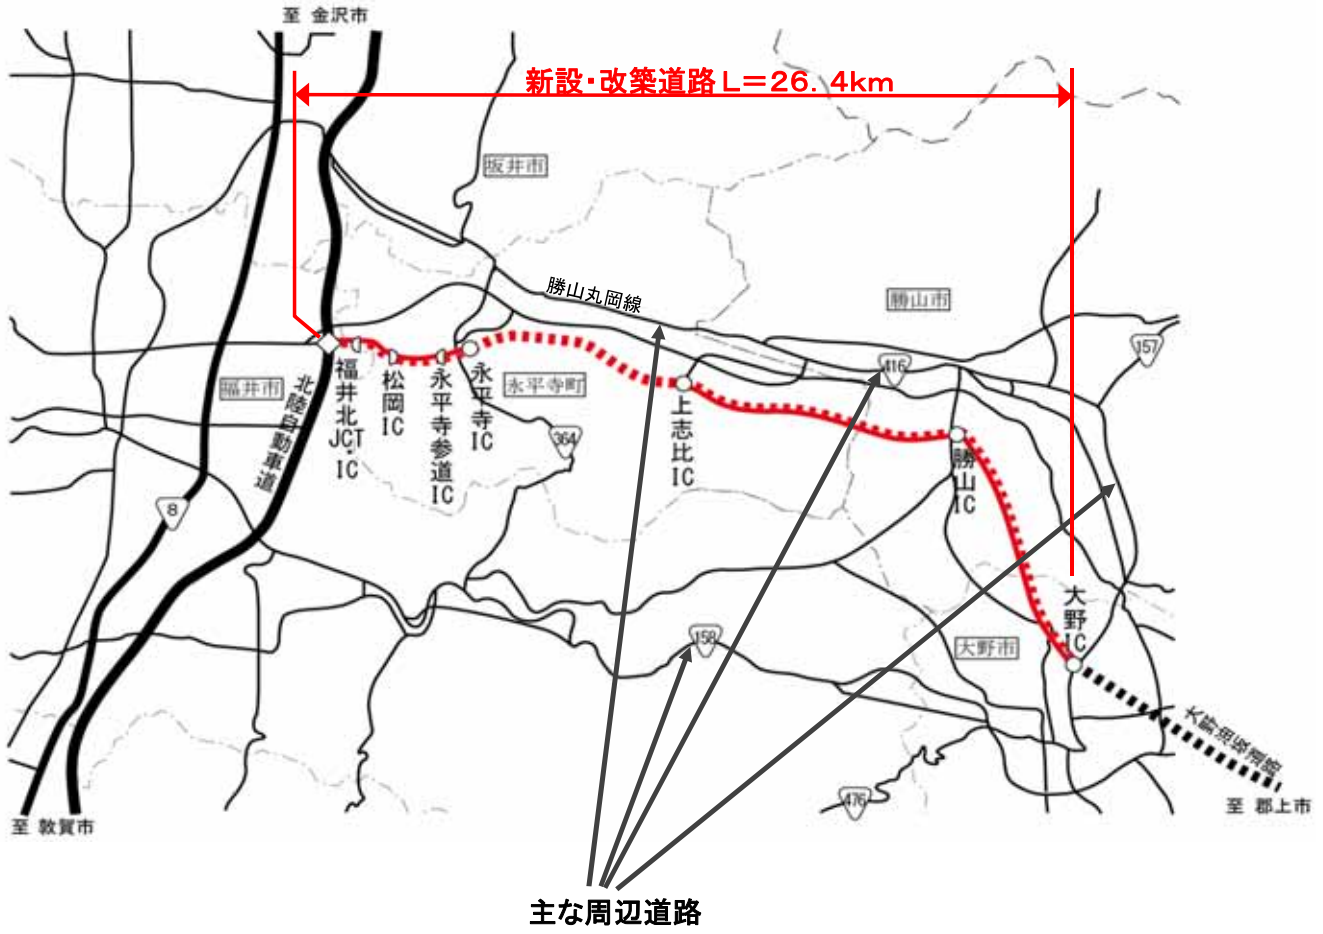 至 金沢市
新設・改築道路L=26.4km
坂井市
勝山丸岡線
勝山市
157
416
福井市
北陸自動車道
福井北JCT・IC
松岡IC
永平寺参道IC
永平寺IC
永平寺町
364
上志比IC
勝山IC
8
大野IC
158
大野市
大野油坂道路
476
至 郡上市
至 敦賀市
主な周辺道路